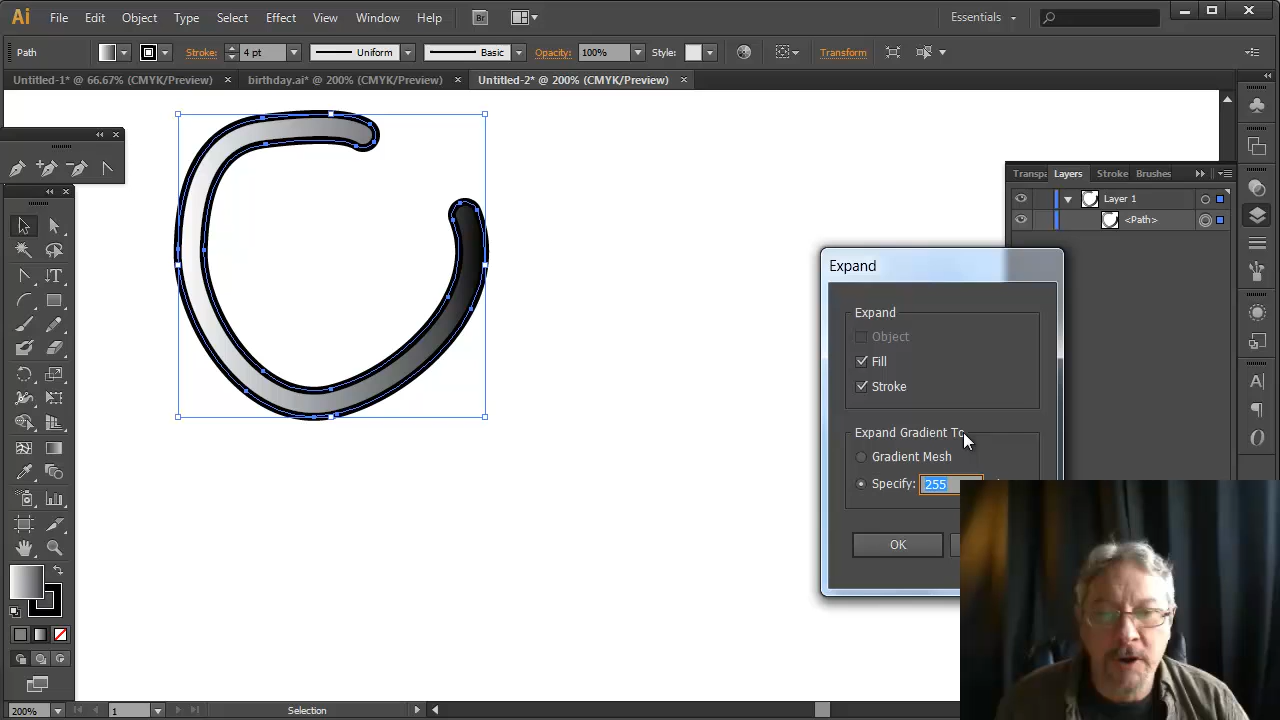 Ai File Edit Object Type Select Effect View Window Help Br Essentials
Path Stroke: 4 pt Uniform Basic Opacity: 100% Style: Transform
Untitled-1* @ 66.67% (CMYK/Preview) × birthday.ai* @ 200% (CMYK/Preview) × Untitled-2* @ 200% (CMYK/Preview) ×
Transpa Layers Stroke Brushes
Layer 1
<Path>
Expand
Expand
Object
Fill
Stroke
Expand Gradient To
Gradient Mesh
Specify: 255
OK
200% 1 Selection